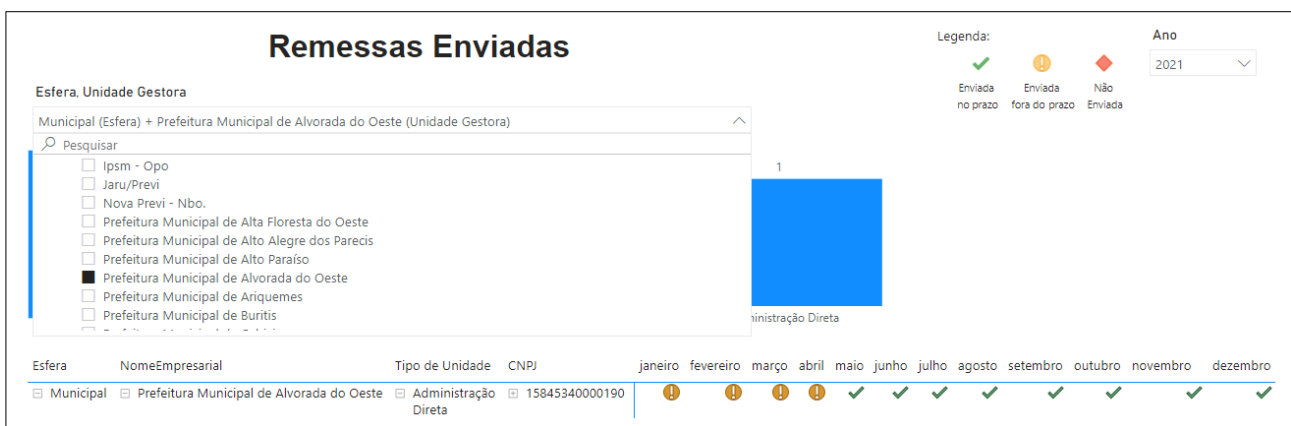 Remessas Enviadas
Legenda:
Ano
2021
Enviada no prazo
Enviada fora do prazo
Não Enviada
Esfera, Unidade Gestora
Municipal (Esfera) + Prefeitura Municipal de Alvorada do Oeste (Unidade Gestora)
Pesquisar
Ipsm - Opo
Jaru/Previ
Nova Previ - Nbo.
Prefeitura Municipal de Alta Floresta do Oeste
Prefeitura Municipal de Alto Alegre dos Parecis
Prefeitura Municipal de Alto Paraíso
Prefeitura Municipal de Alvorada do Oeste
Prefeitura Municipal de Ariquemes
Prefeitura Municipal de Buritis
1
ministração Direta
Esfera NomeEmpresarial Tipo de Unidade CNPJ janeiro fevereiro março abril maio junho julho agosto setembro outubro novembro dezembro
Municipal Prefeitura Municipal de Alvorada do Oeste Administração Direta 15845340000190